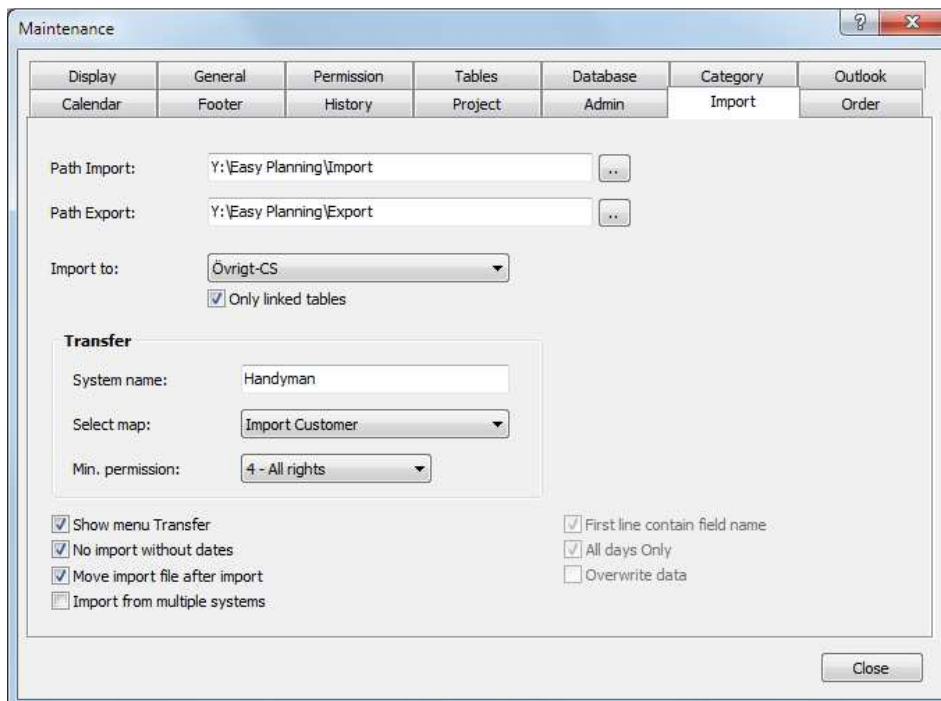 Maintenance
Display General Permission Tables Database Category Outlook
Calendar Footer History Project Admin Import Order
Path Import: Y:\Easy Planning\Import ..
Path Export: Y:\Easy Planning\Export ..
Import to: Övrigt-CS
Only linked tables
Transfer
System name: Handyman
Select map: Import Customer
Min. permission: 4 - All rights
Show menu Transfer First line contain field name
No import without dates All days Only
Move import file after import Overwrite data
Import from multiple systems
Close